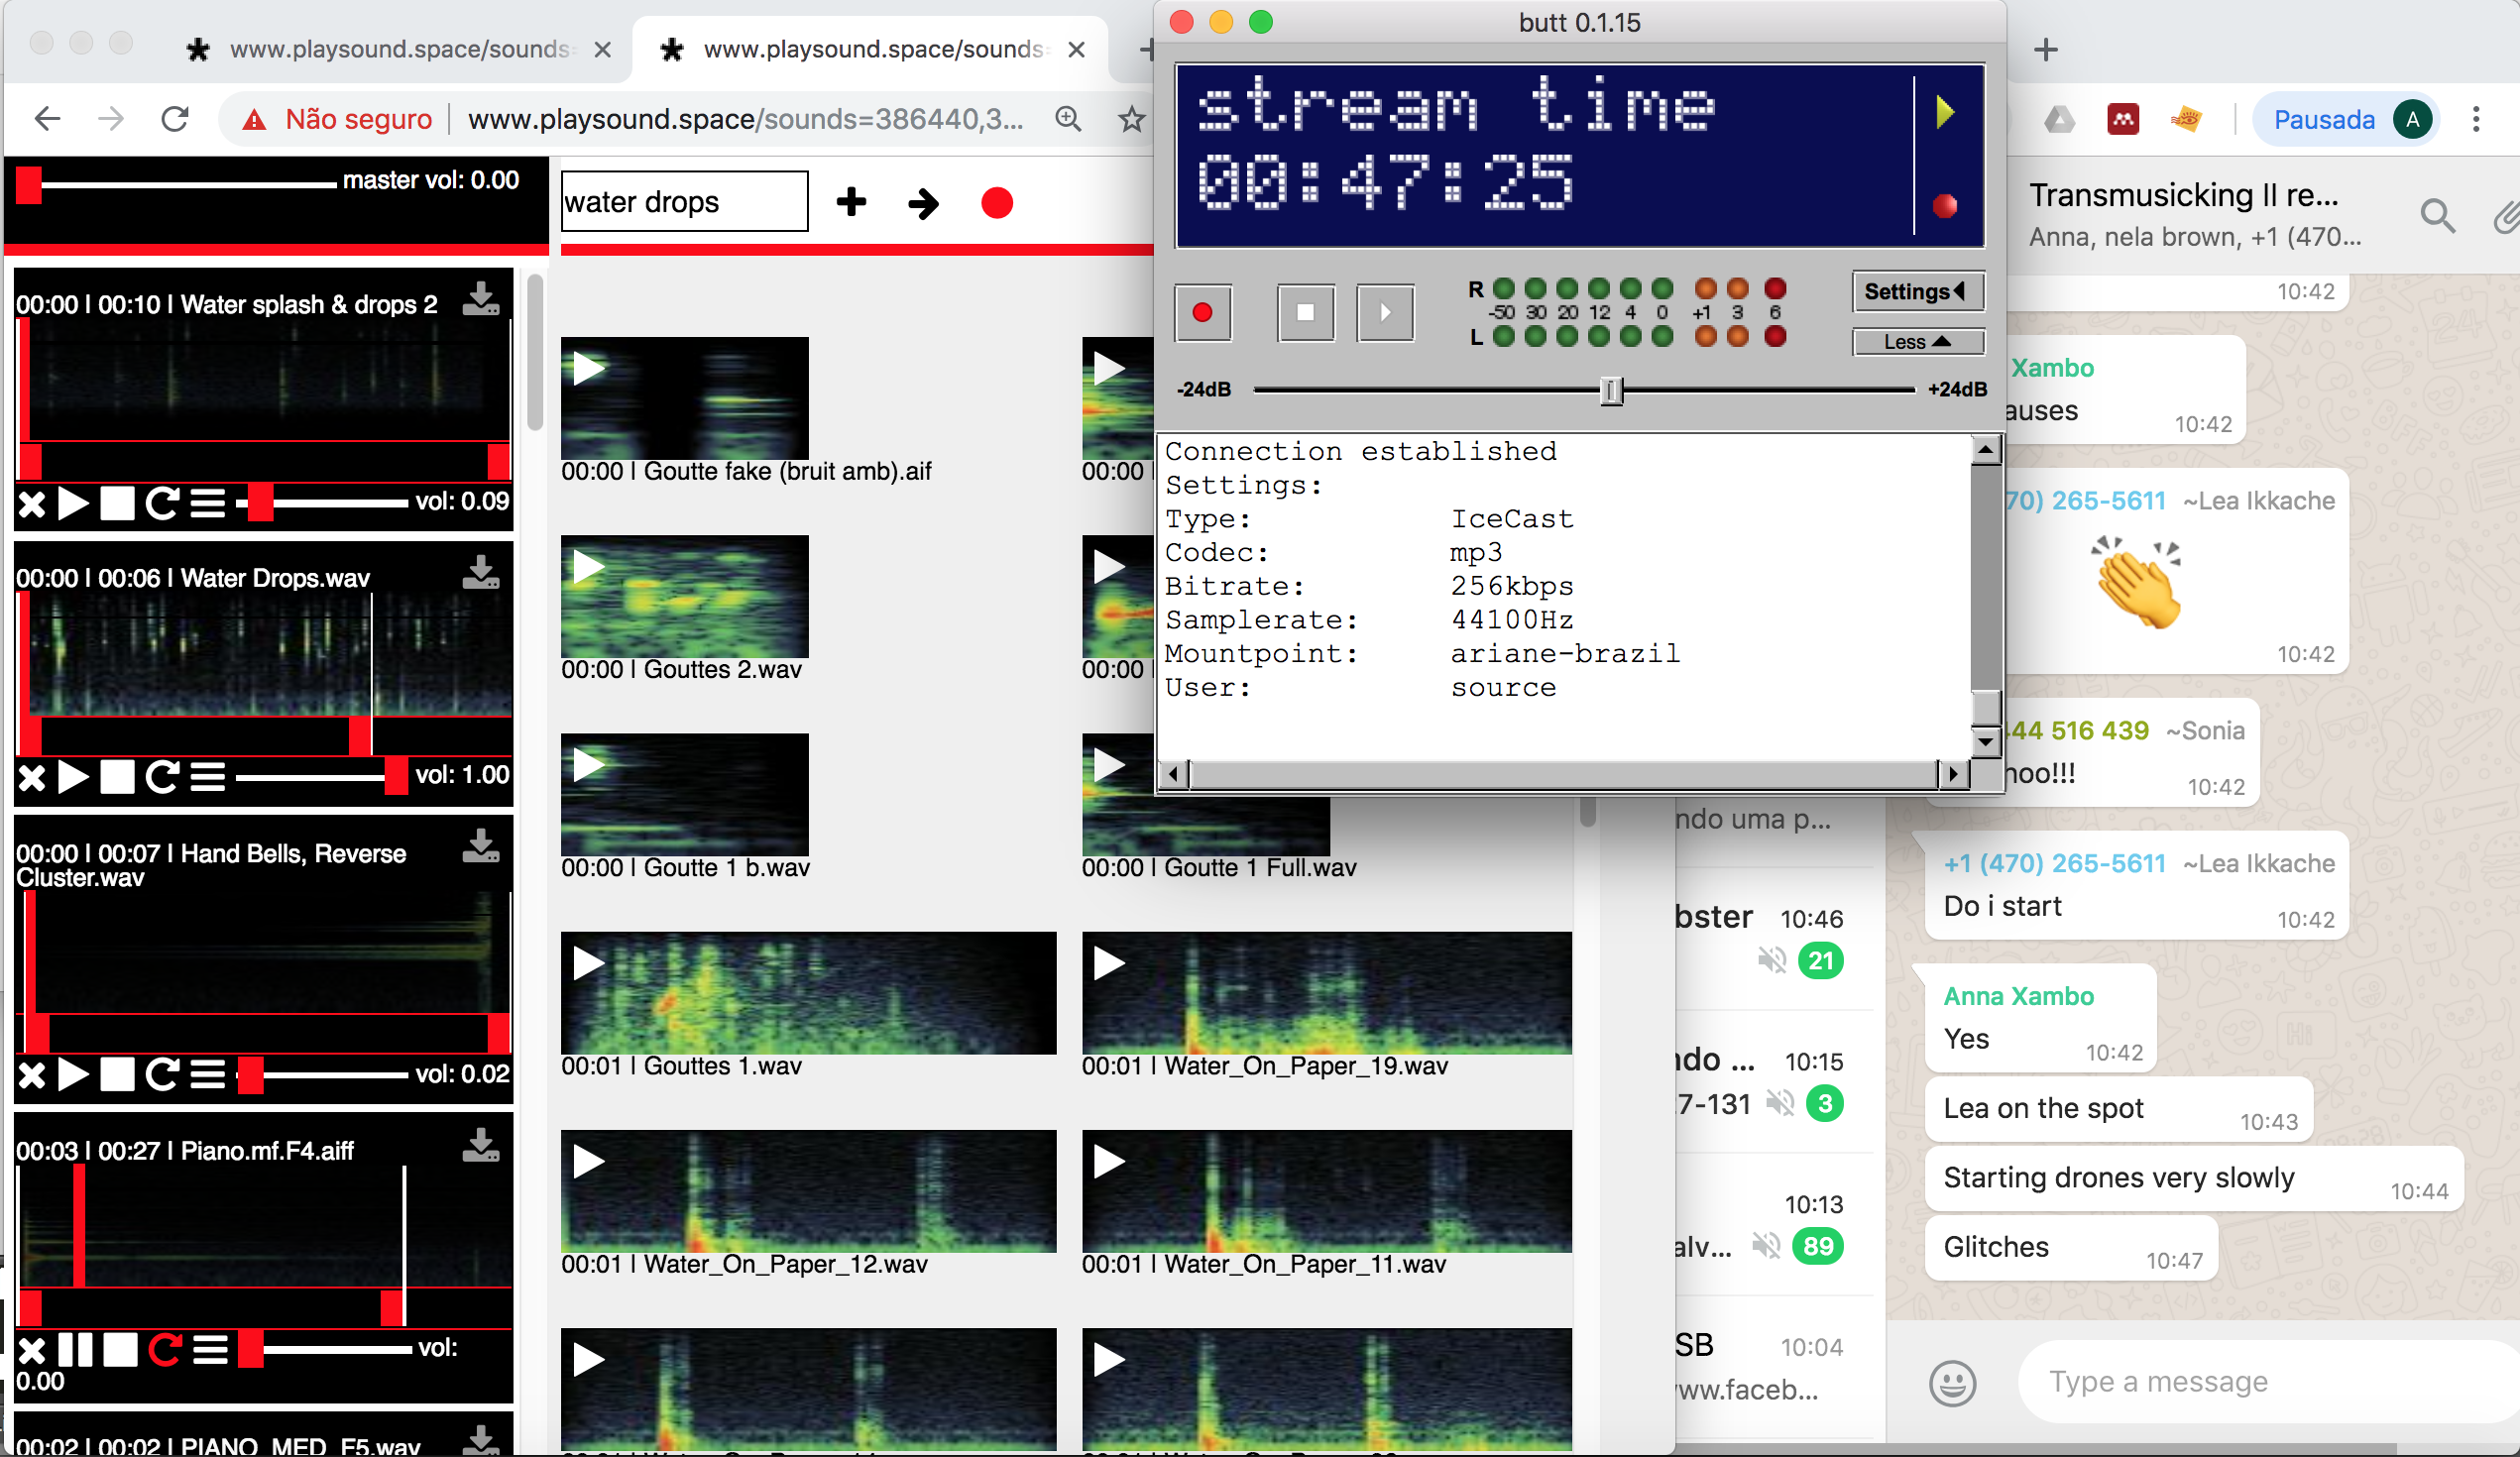 www.playsound.space/sounds=
www.playsound.space/sounds=
Não seguro
www.playsound.space/sounds=386440,3...
Pausada
A
master vol: 0.00
water drops
00:00 | 00:10 | Water splash & drops 2
vol: 0.09
00:00 | 00:06 | Water Drops.wav
vol: 1.00
00:00 | 00:07 | Hand Bells, Reverse
Cluster.wav
vol: 0.02
00:03 | 00:27 | Piano.mf.F4.aiff
vol:
0.00
00:02 | 00:02 | PIANO_MED_F5.wav
00:00 | Goutte fake (bruit amb).aif
00:00 |
00:00 | Gouttes 2.wav
00:00 |
00:00 | Goutte 1 b.wav
00:00 | Goutte 1 Full.wav
00:01 | Gouttes 1.wav
00:01 | Water_On_Paper_19.wav
00:01 | Water_On_Paper_12.wav
00:01 | Water_On_Paper_11.wav
butt 0.1.15
stream time
00:47:25
R
-50 30 20 12 4 0 +1 3 6
L
Settings
Less
-24dB
+24dB
Connection established
Settings:
Type: IceCast
Codec: mp3
Bitrate: 256kbps
Samplerate: 44100Hz
Mountpoint: ariane-brazil
User: source
ndo uma p...
bster 10:46
21
ndo ... 10:15
7-131 3
10:13
alv... 89
SB 10:04
www.faceb...
Transmusicking II re...
Anna, nela brown, +1 (470...
10:42
Xambo
auses
10:42
70) 265-5611 ~Lea Ikkache
10:42
44 516 439 ~Sonia
hoo!!!
10:42
+1 (470) 265-5611 ~Lea Ikkache
Do i start
10:42
Anna Xambo
Yes
10:42
Lea on the spot
10:43
Starting drones very slowly
10:44
Glitches
10:47
Type a message